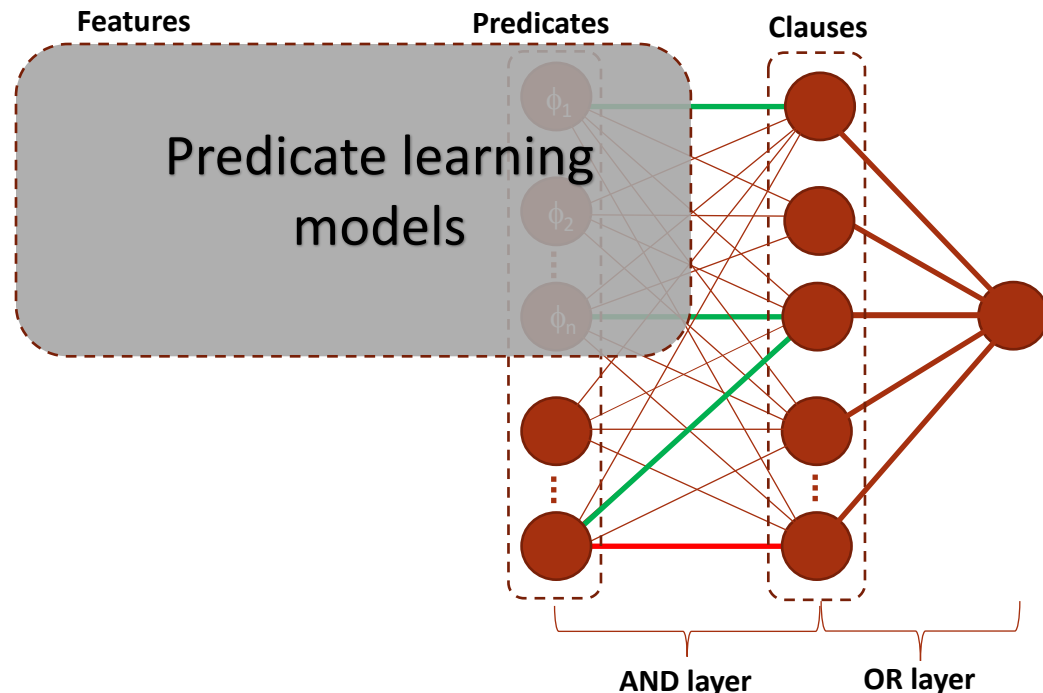 Features
Predicates
Clauses
Predicate learning
models
ϕ1
ϕ2
ϕn
AND layer
OR layer